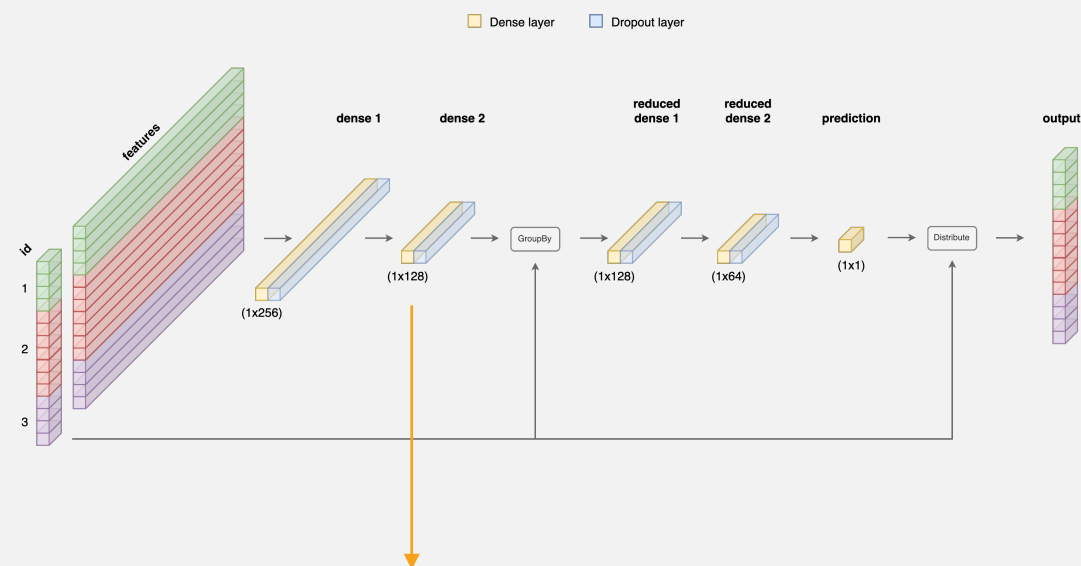 Dense layer
Dropout layer
features
dense 1
dense 2
reduced
dense 1
reduced
dense 2
prediction
output
id
1
2
3
GroupBy
Distribute
(1x256)
(1x128)
(1x128)
(1x64)
(1x1)